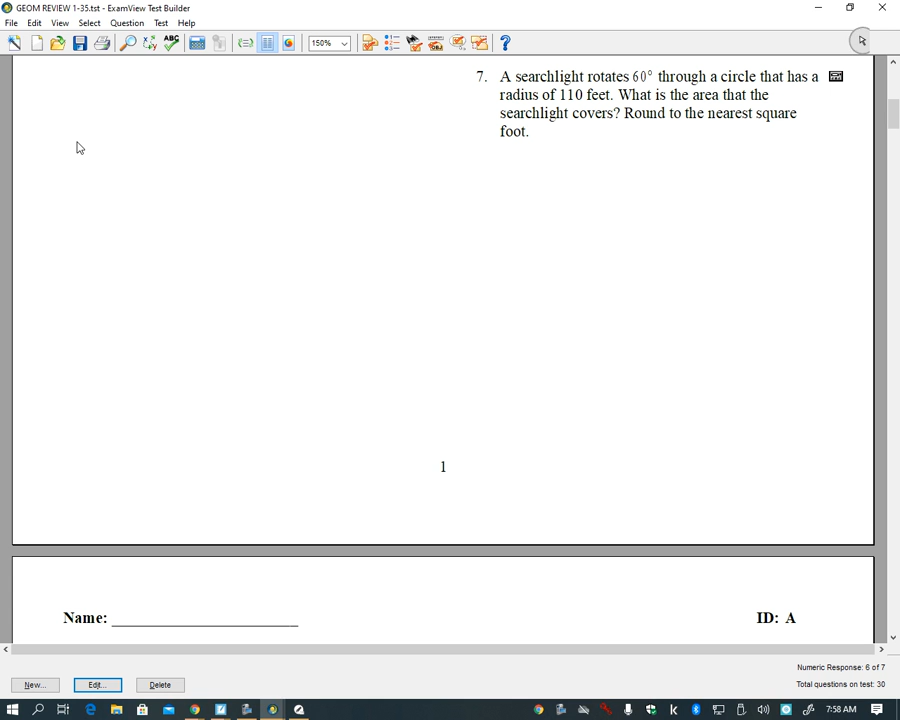 GEOM REVIEW 1-35.tst - ExamView Test Builder
File Edit View Select Question Test Help
ABC 150% OBJ ?
7. A searchlight rotates 60° through a circle that has a
radius of 110 feet. What is the area that the
searchlight covers? Round to the nearest square
foot.
1
Name: ________________________ ID: A
Numeric Response: 6 of 7
New... Edit... Delete Total questions on test: 30
7:58 AM